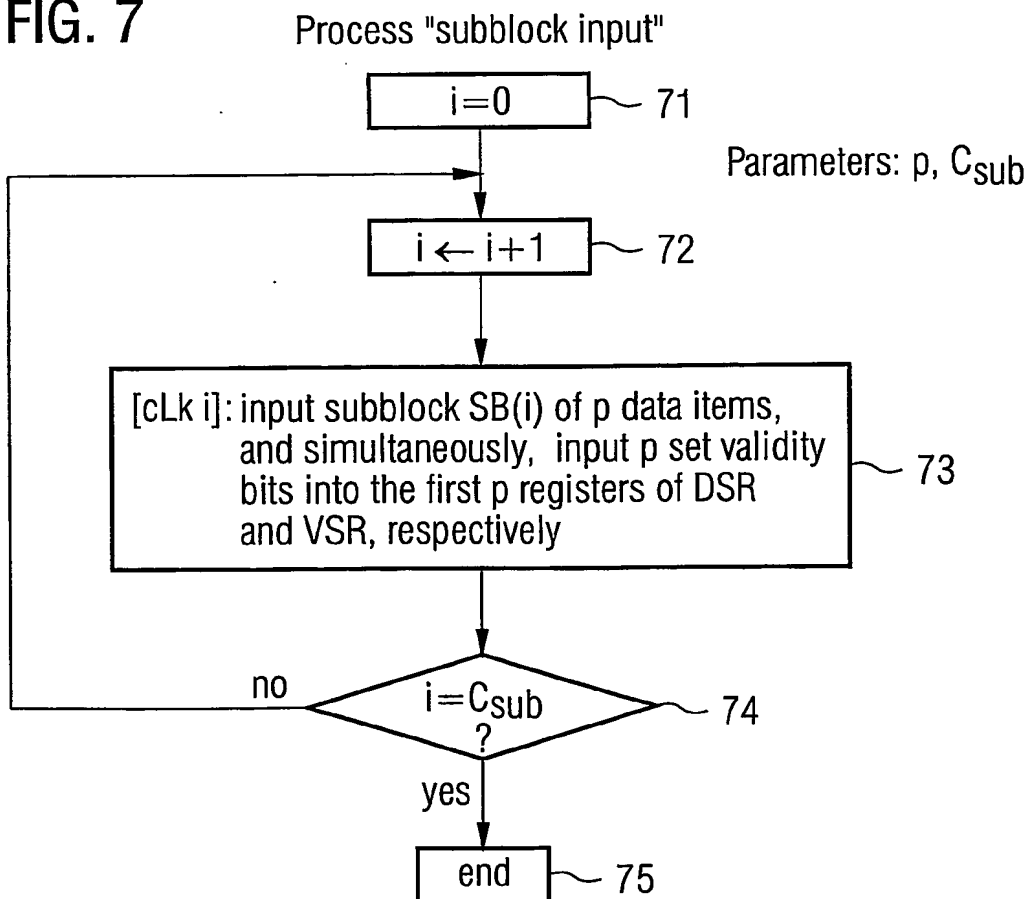 FIG. 7
Process "subblock input"
i=0
71
Parameters: p, Csub
i ← i+1
72
[cLk i]: input subblock SB(i) of p data items,
and simultaneously, input p set validity
bits into the first p registers of DSR
and VSR, respectively
73
no
i=Csub
?
74
yes
end
75